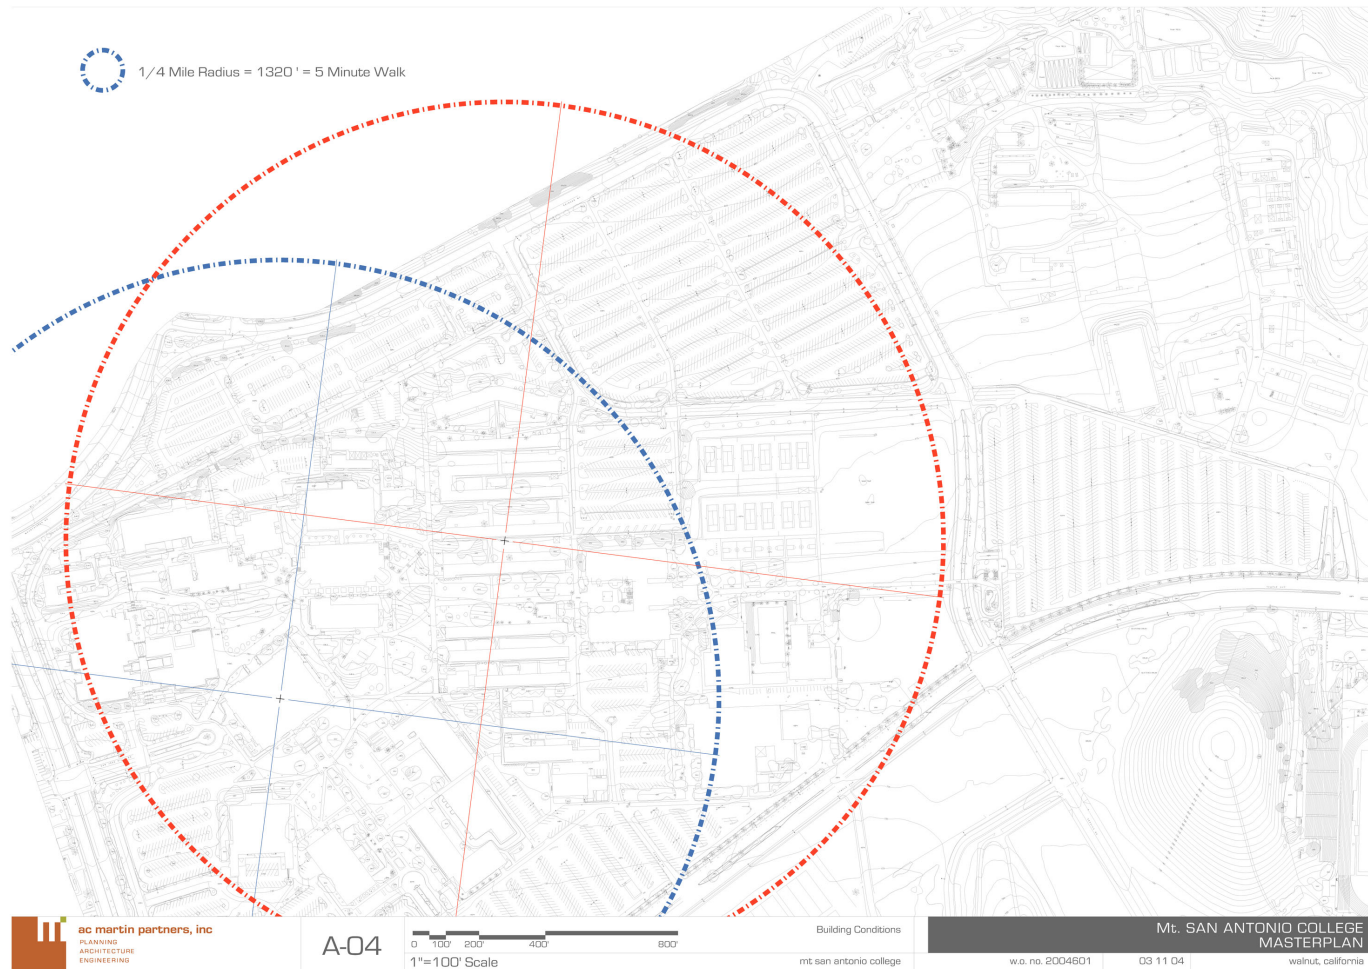 1/4 Mile Radius = 1320 ' = 5 Minute Walk
ac martin partners, inc
PLANNING
ARCHITECTURE
ENGINEERING
A-04
0 100' 200' 400' 800'
1"=100' Scale
Building Conditions
mt san antonio college
Mt. SAN ANTONIO COLLEGE
MASTERPLAN
w.o. no. 2004601
03 11 04
walnut, california